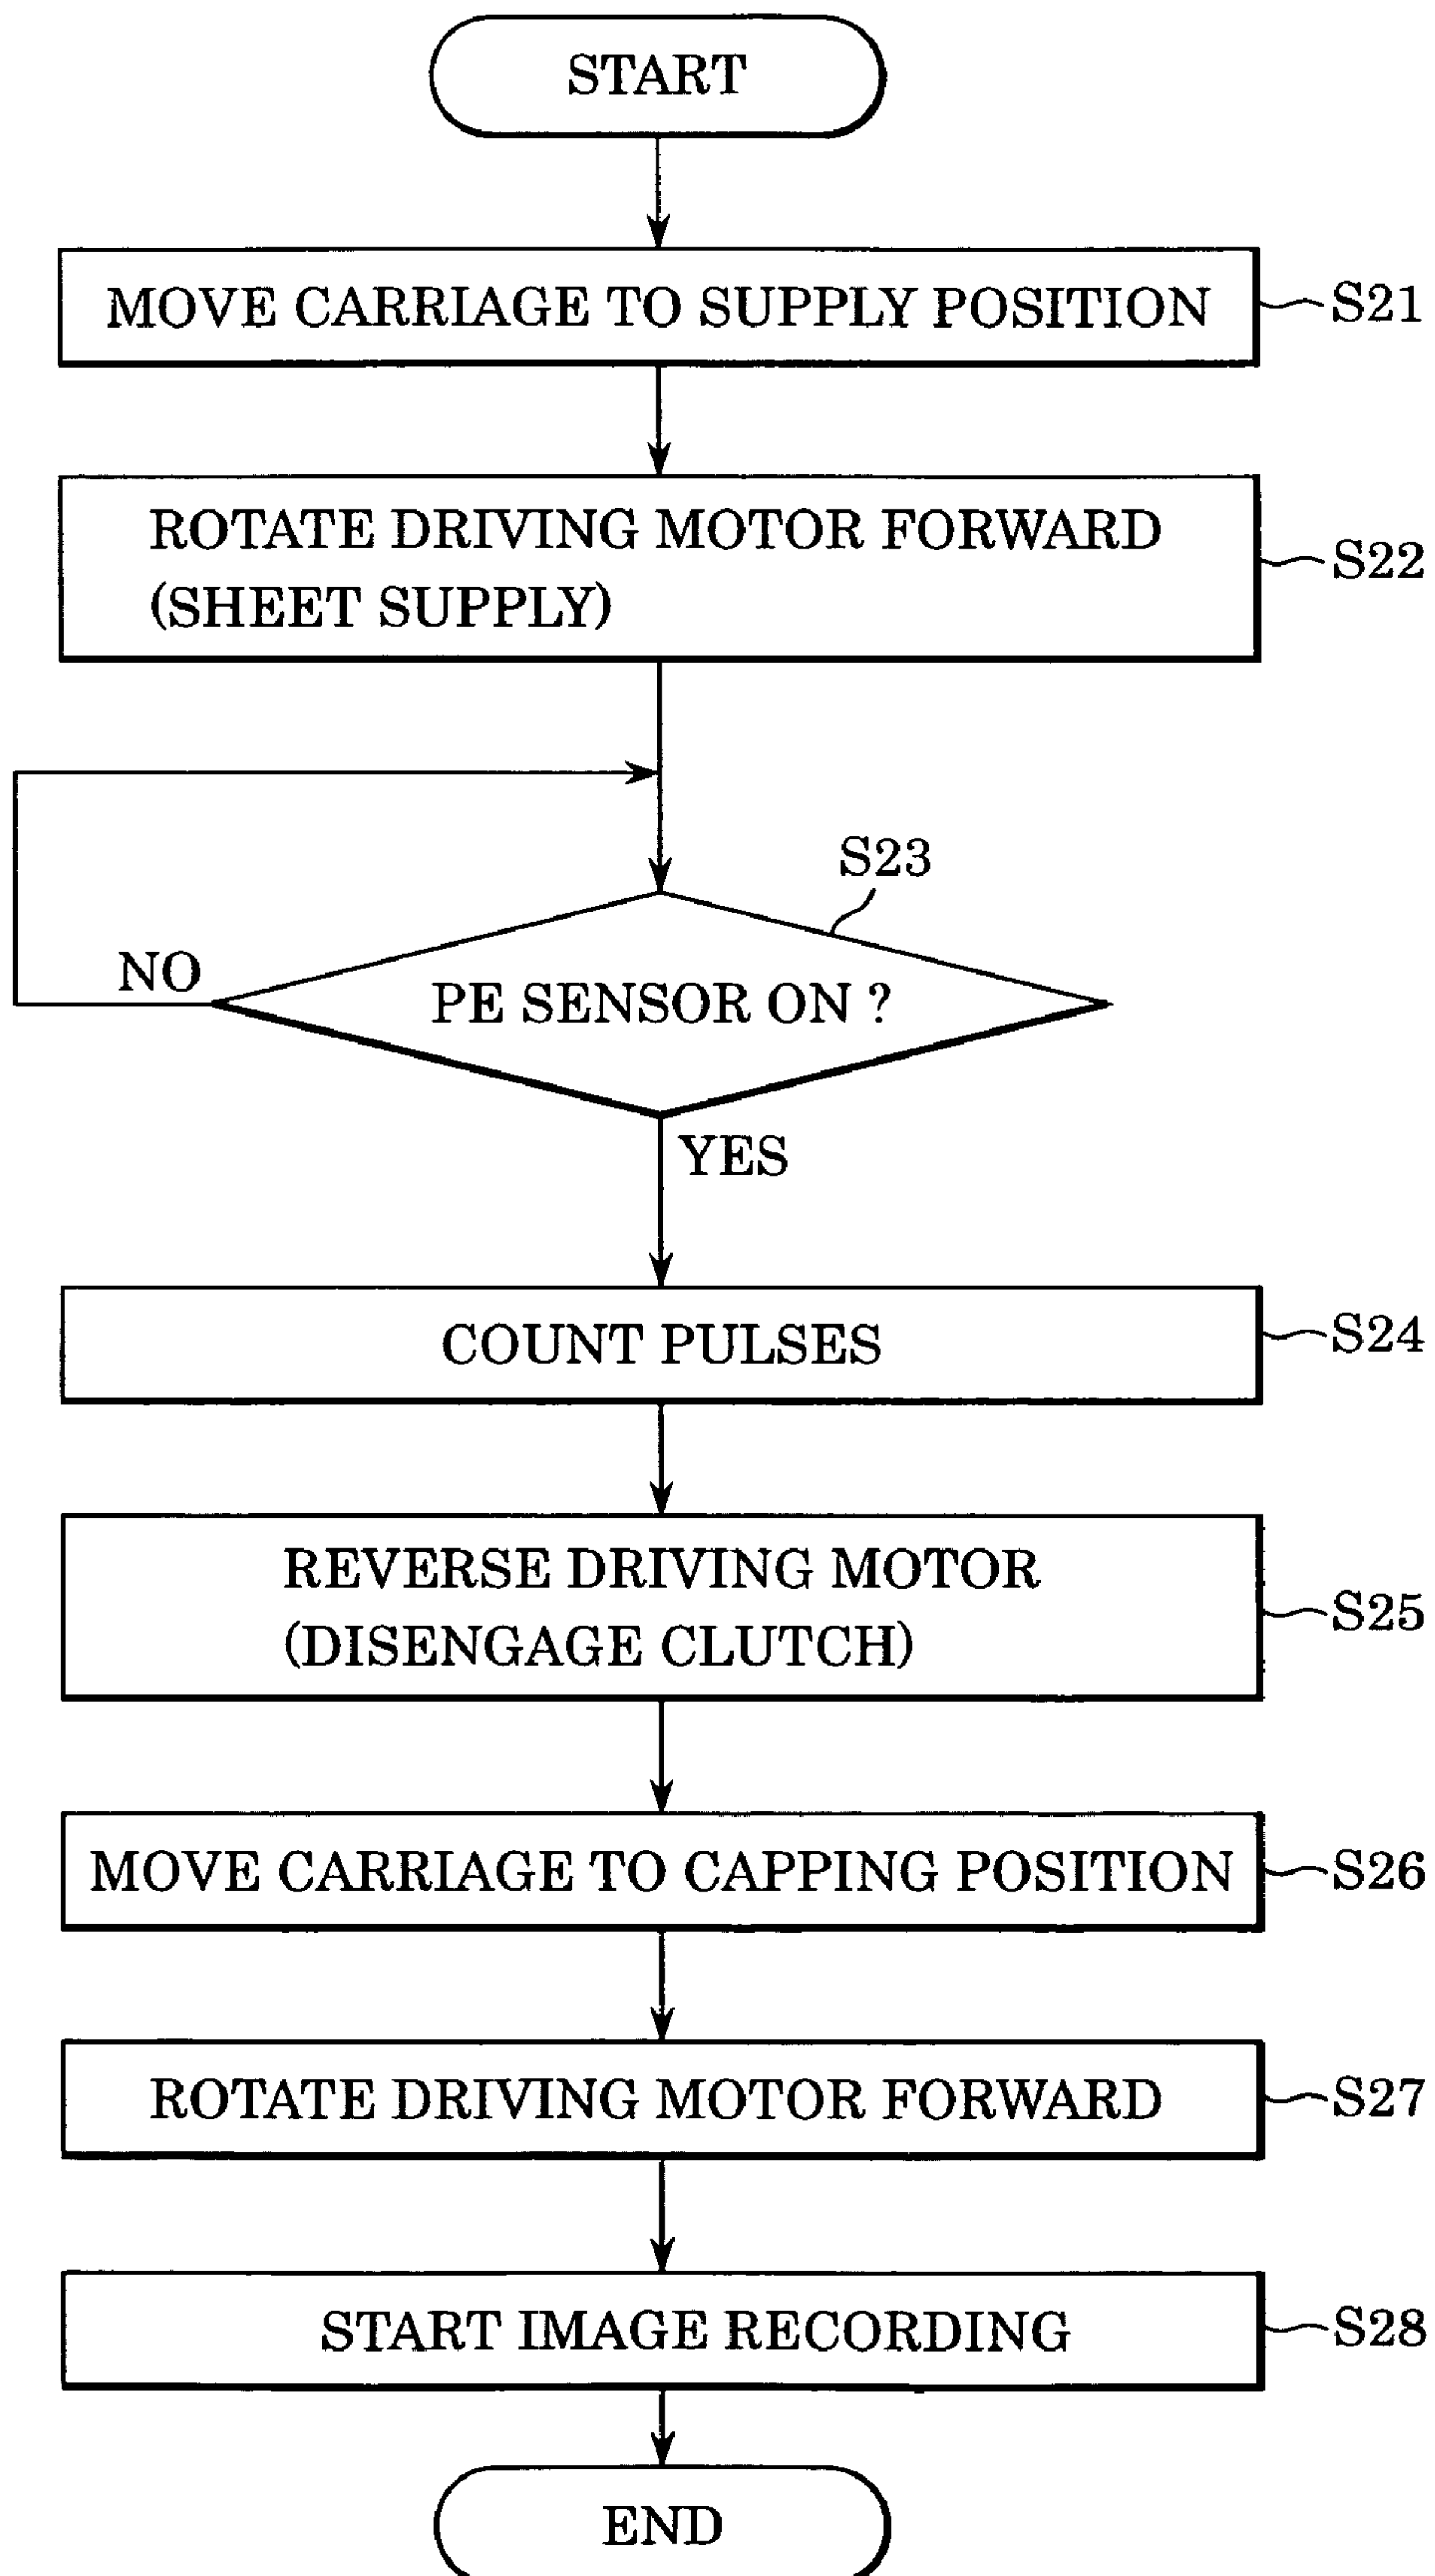 START
MOVE CARRIAGE TO SUPPLY POSITION
S21
ROTATE DRIVING MOTOR FORWARD
(SHEET SUPPLY)
S22
S23
NO
PE SENSOR ON ?
YES
COUNT PULSES
S24
REVERSE DRIVING MOTOR
(DISENGAGE CLUTCH)
S25
MOVE CARRIAGE TO CAPPING POSITION
S26
ROTATE DRIVING MOTOR FORWARD
S27
START IMAGE RECORDING
S28
END